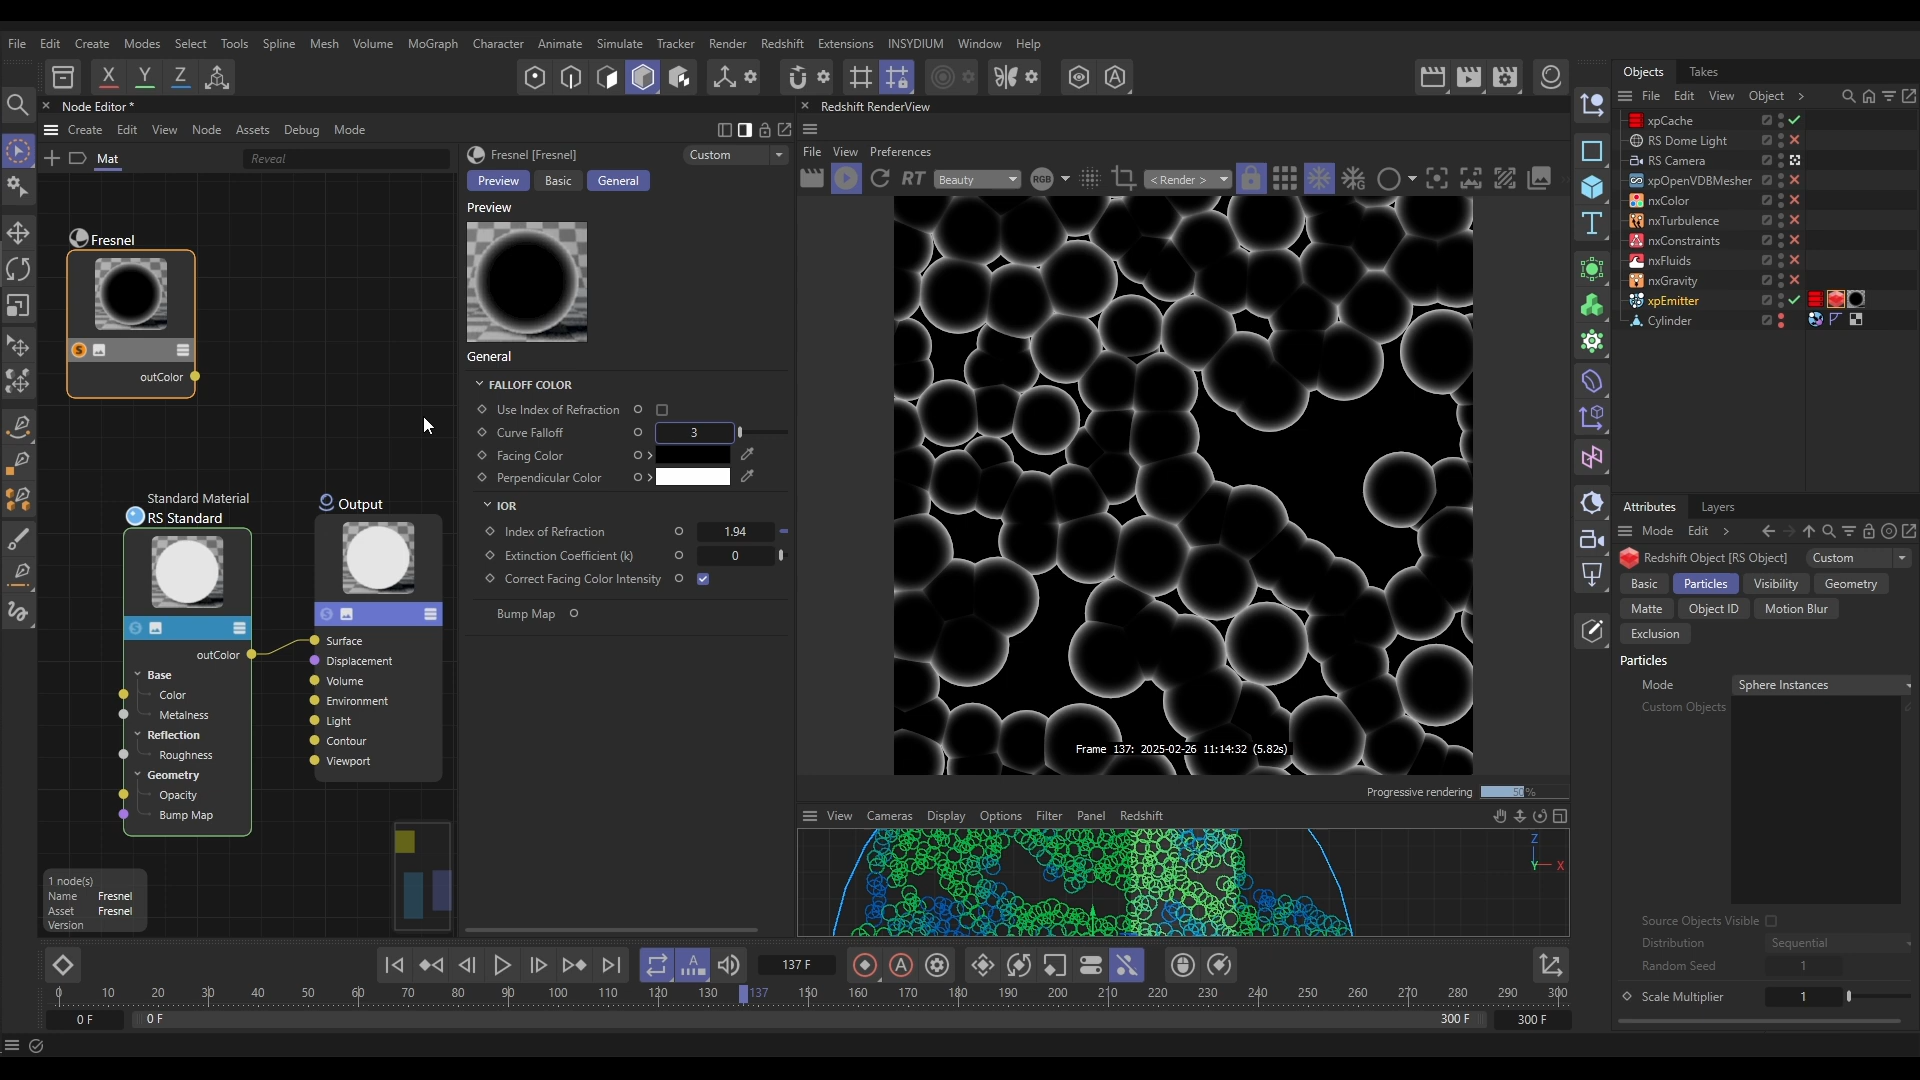 File Edit Create Modes Select Tools Spline Mesh Volume MoGraph Character Animate Simulate Tracker Render Redshift Extensions INSYDIUM Window Help
X Y Z
Objects Takes
File Edit View Object
xpCache
RS Dome Light
RS Camera
xpOpenVDBMesher
nxColor
nxTurbulence
nxConstraints
nxFluids
nxGravity
xpEmitter
Cylinder
Node Editor *
Create Edit View Node Assets Debug Mode
Mat
Reveal
Fresnel
outColor
Standard Material
RS Standard
outColor
Base
Color
Metalness
Reflection
Roughness
Geometry
Opacity
Bump Map
Output
Surface
Displacement
Volume
Environment
Light
Contour
Viewport
1 node(s)
Name Fresnel
Asset Fresnel
Version
Fresnel [Fresnel]
Custom
Preview Basic General
Preview
General
FALLOFF COLOR
Use Index of Refraction
Curve Falloff 3
Facing Color
Perpendicular Color
IOR
Index of Refraction 1.94
Extinction Coefficient (k) 0
Correct Facing Color Intensity
Bump Map
Redshift RenderView
File View Preferences
RT Beauty RGB < Render >
Frame 137: 2025-02-26 11:14:32 (5.82s)
Progressive rendering 50%
View Cameras Display Options Filter Panel Redshift
Z
Y X
Attributes Layers
Mode Edit
Redshift Object [RS Object] Custom
Basic Particles Visibility Geometry
Matte Object ID Motion Blur
Exclusion
Particles
Mode Sphere Instances
Custom Objects
Source Objects Visible
Distribution Sequential
Random Seed 1
Scale Multiplier 1
137 F
0 10 20 30 40 50 60 70 80 90 100 110 120 130 137 150 160 170 180 190 200 210 220 230 240 250 260 270 280 290 300
0 F 0 F 300 F 300 F